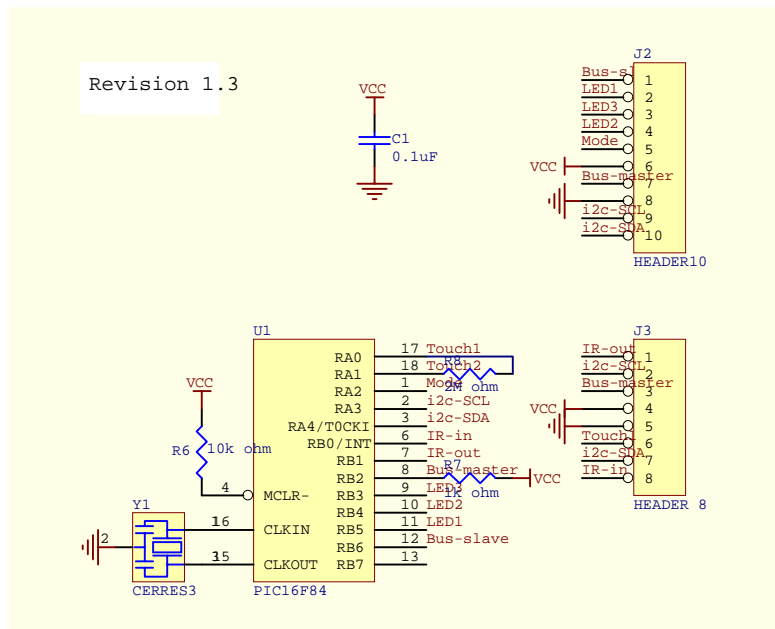 Revision 1.3
VCC
C1
0.1uF
J2
LED1 2
LED3 3
LED2 4
Mode 5
VCC 6
Bus-master 7
8
i2c-SCL 9
i2c-SDA 10
HEADER10
U1
RA0 17 Touch1
RA1 18 Touch2
RA2 1 Mode
RA3 2 i2c-SCL
RA4/T0CKI 3 i2c-SDA
RB0/INT 6 IR-in
RB1 7 IR-out
RB2 8 Bus-master
RB3 9 LED3
RB4 10 LED2
RB5 11 LED1
RB6 12 Bus-slave
RB7 13
R8
2M ohm
R7
1k ohm
VCC
VCC
R6 10k ohm
4 MCLR-
16 CLKIN
15 CLKOUT
PIC16F84
Y1
2
CERRES3
J3
IR-out 1
i2c-SCL 2
Bus-master 3
VCC 4
5
Touch1 6
i2c-SDA 7
IR-in 8
HEADER 8